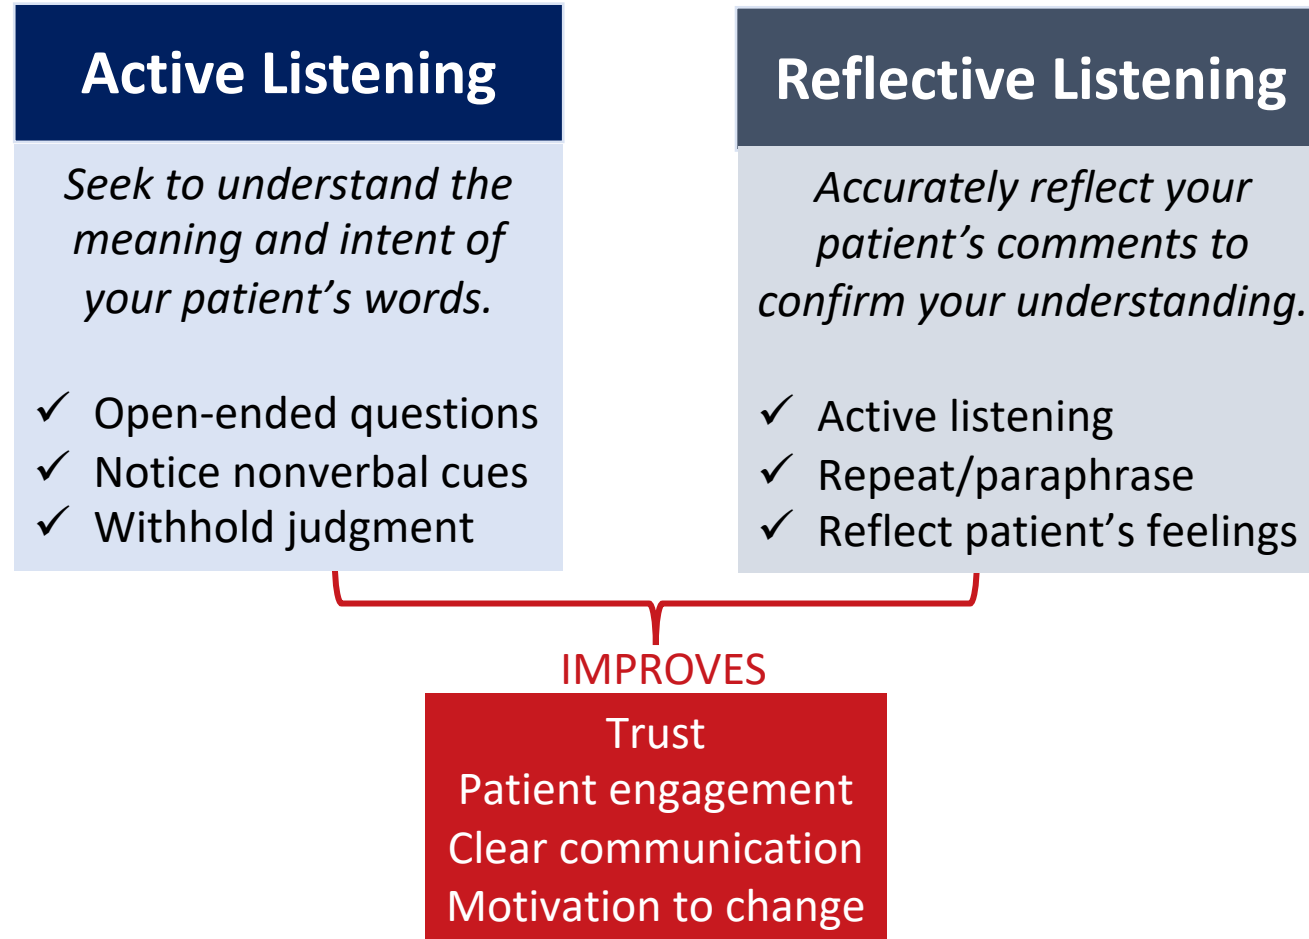 Active Listening
Seek to understand the
meaning and intent of
your patient’s words.
✓ Open-ended questions
✓ Notice nonverbal cues
✓ Withhold judgment
Reflective Listening
Accurately reflect your
patient’s comments to
confirm your understanding.
✓ Active listening
✓ Repeat/paraphrase
✓ Reflect patient’s feelings
IMPROVES
Trust
Patient engagement
Clear communication
Motivation to change